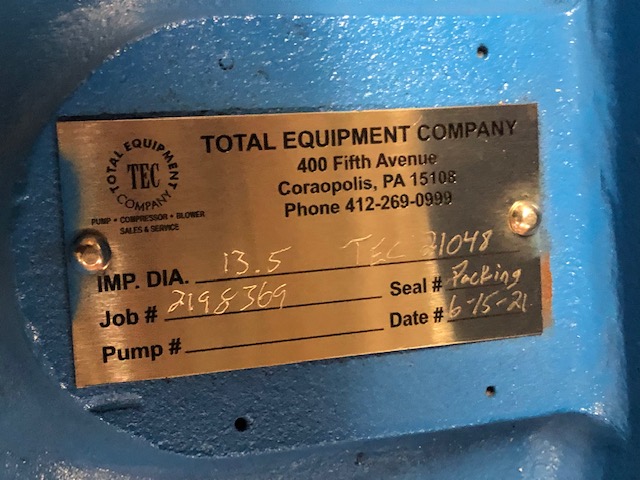 TOTAL EQUIPMENT COMPANY
400 Fifth Avenue
Coraopolis, PA 15108
Phone 412-269-0999
TOTAL EQUIPMENT
TEC
COMPANY
PUMP • COMPRESSOR • BLOWER
SALES & SERVICE
IMP. DIA. 13.5 TEC 21048
Job # 2198369 Seal # Packing
Pump # Date # 6-15-21